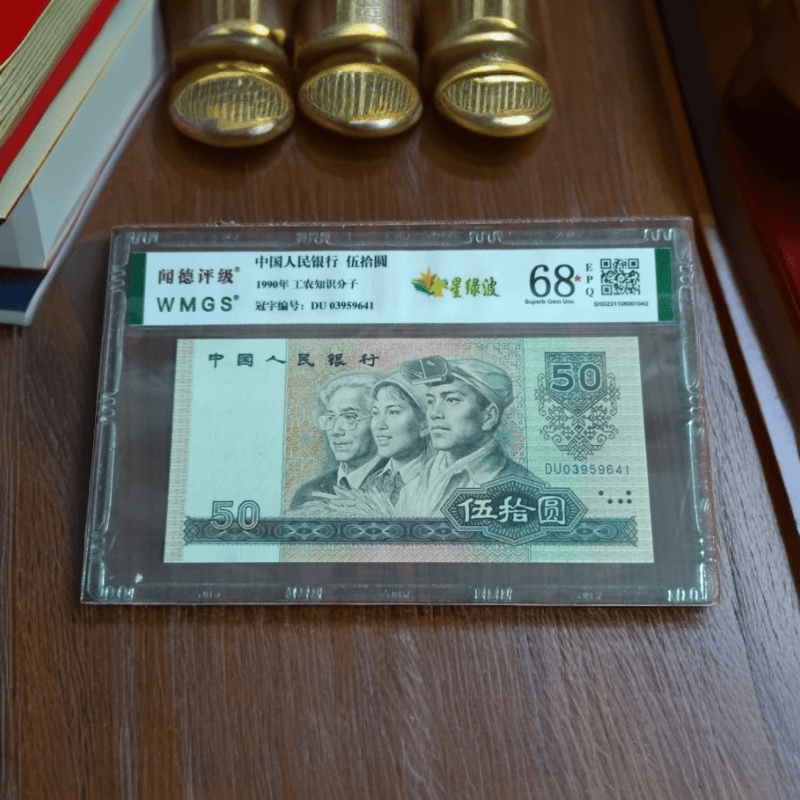 闻德评级®
WMGS®
中国人民银行 伍拾圆
1990年 工农知识分子
冠字编号: DU 03959641
星绿波
68*
Superb Gem Unc
EPQ
SHD231106001042
中国人民银行
50
DU03959641
50
伍拾圆